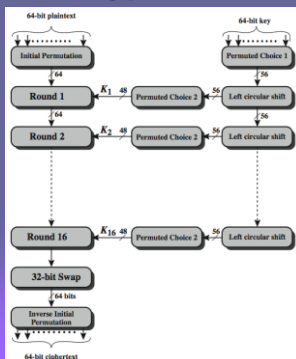 64-bit plaintext
64-bit key
Initial Permutation
Permuted Choice 1
64
56
Round 1
K1
48
Permuted Choice 2
56
Left circular shift
64
56
Round 2
K2
48
Permuted Choice 2
56
Left circular shift
Round 16
K16
48
Permuted Choice 2
56
Left circular shift
32-bit Swap
64 bits
Inverse Initial
Permutation
64-bit ciphertext